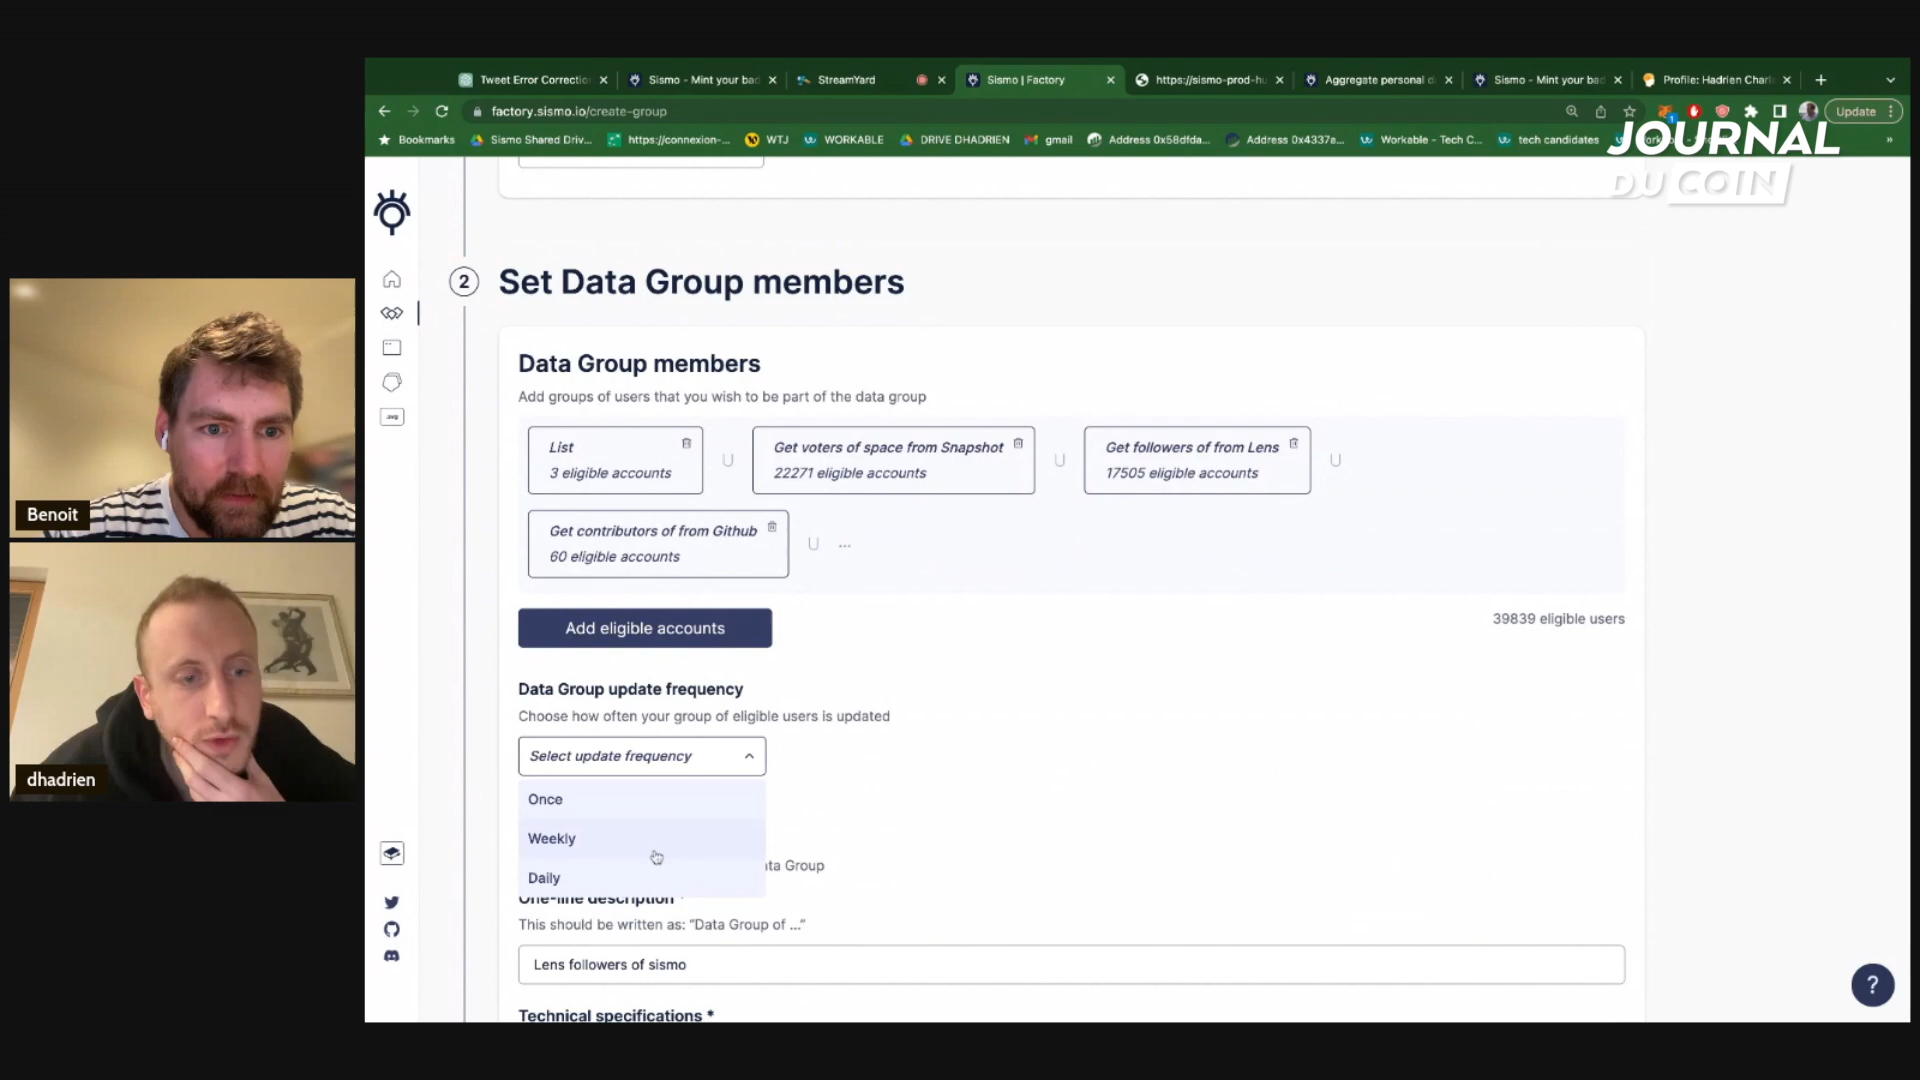 Tweet Error Correctio
Sismo - Mint your bad
StreamYard
Sismo | Factory
https://sismo-prod-hu
Aggregate personal d
Sismo - Mint your bad
Profile: Hadrien Charl
factory.sismo.io/create-group
Update
Bookmarks
Sismo Shared Driv...
https://connexion-...
WTJ
WORKABLE
DRIVE DHADRIEN
gmail
Address 0x58dfda...
Address 0x4337a...
Workable - Tech C...
tech candidates
JOURNAL
DU COIN
2
Set Data Group members
Data Group members
Add groups of users that you wish to be part of the data group
List
3 eligible accounts
U
Get voters of space from Snapshot
22271 eligible accounts
U
Get followers of from Lens
17505 eligible accounts
U
Get contributors of from Github
60 eligible accounts
U ...
Add eligible accounts
39839 eligible users
Data Group update frequency
Choose how often your group of eligible users is updated
Select update frequency
Once
Weekly
Daily
ta Group
One-line description
This should be written as: “Data Group of ...”
Lens followers of sismo
Technical specifications *
?
.svg
Benoit
dhadrien